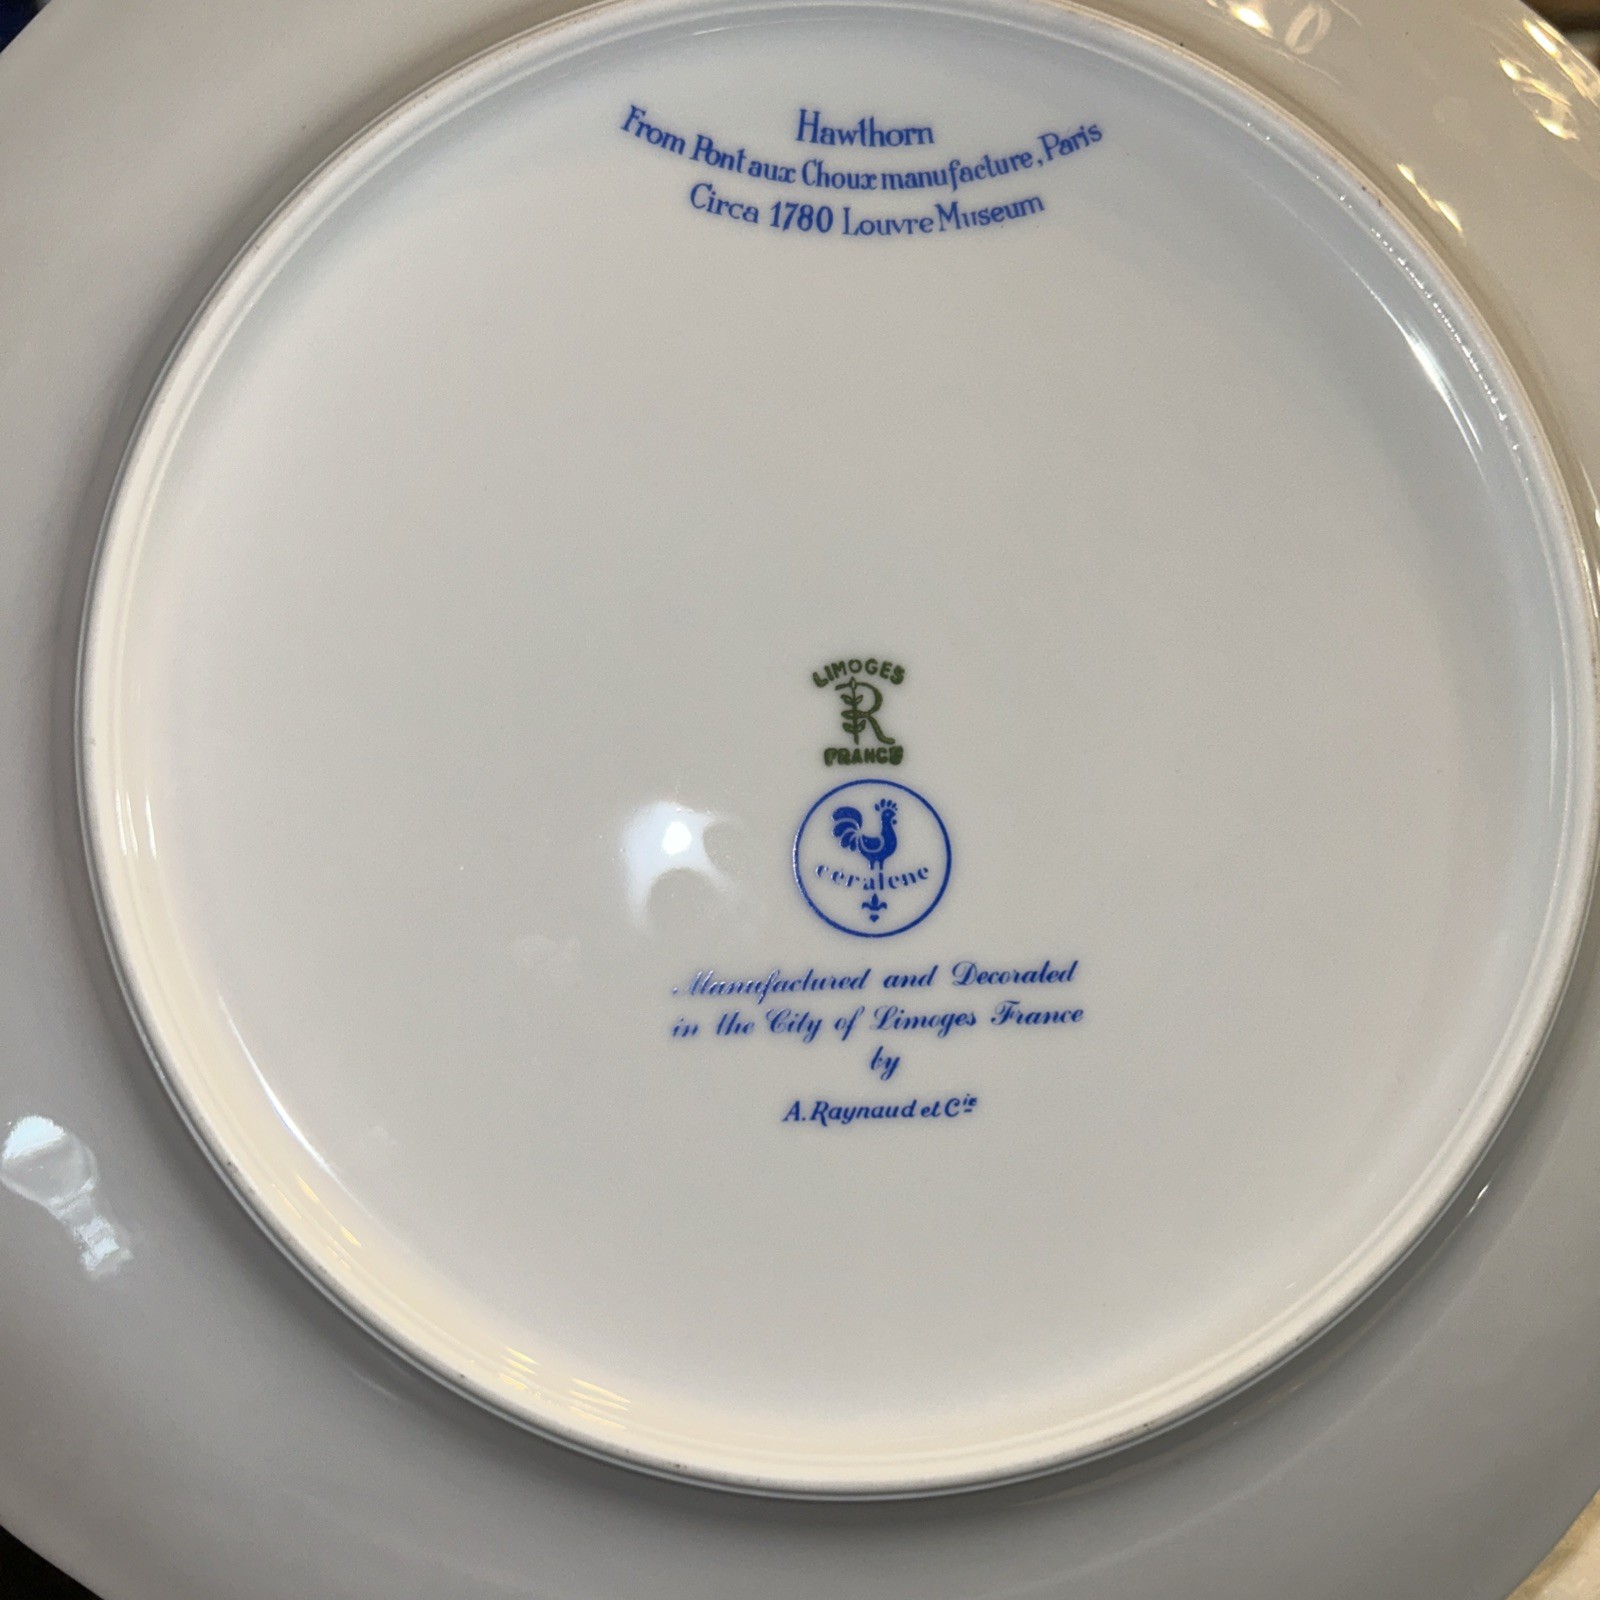 Hawthorn
From Pont aux Choux manufacture, Paris
Circa 1780 Louvre Museum
LIMOGES
R
FRANCE
ceralene
Manufactured and Decorated
in the City of Limoges France
by
A. Raynaud et Cie